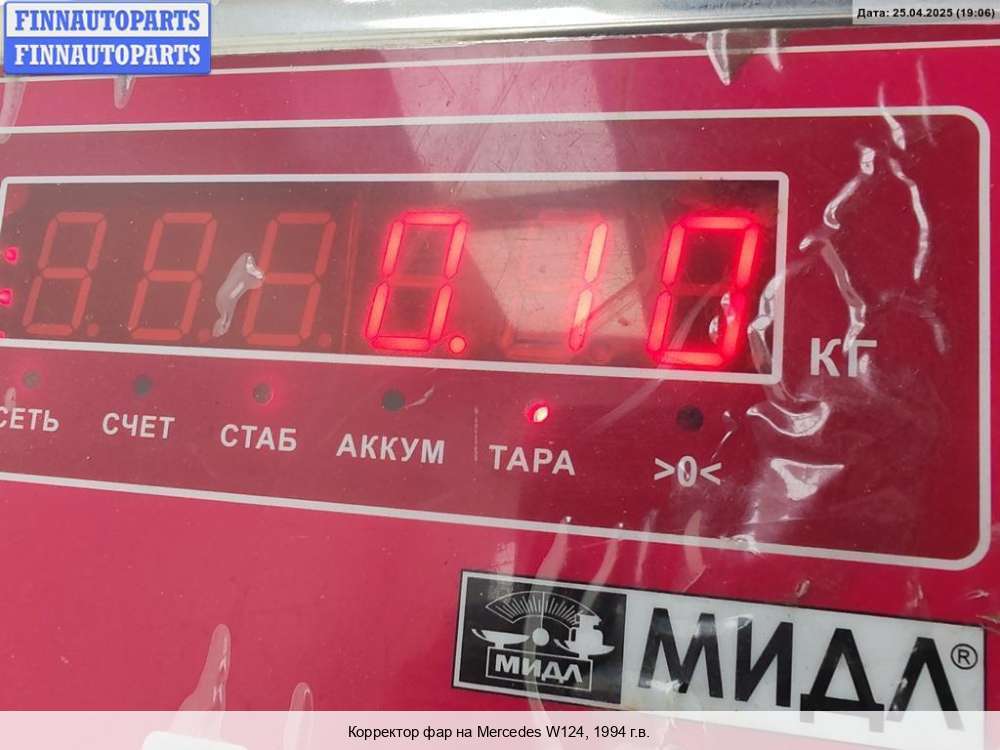 FINNAUTOPARTS
FINNAUTOPARTS
Дата: 25.04.2025 (19:06)
0.10
КГ
СЕТЬ СЧЕТ СТАБ АККУМ ТАРА >0<
МИДЛ МИДЛ®
Корректор фар на Mercedes W124, 1994 г.в.